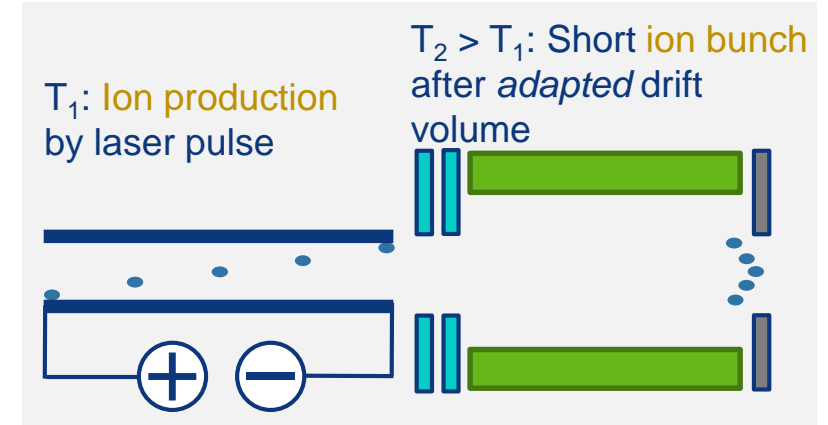 T₁: Ion production
by laser pulse
T₂ > T₁: Short ion bunch
after adapted drift
volume
+
−